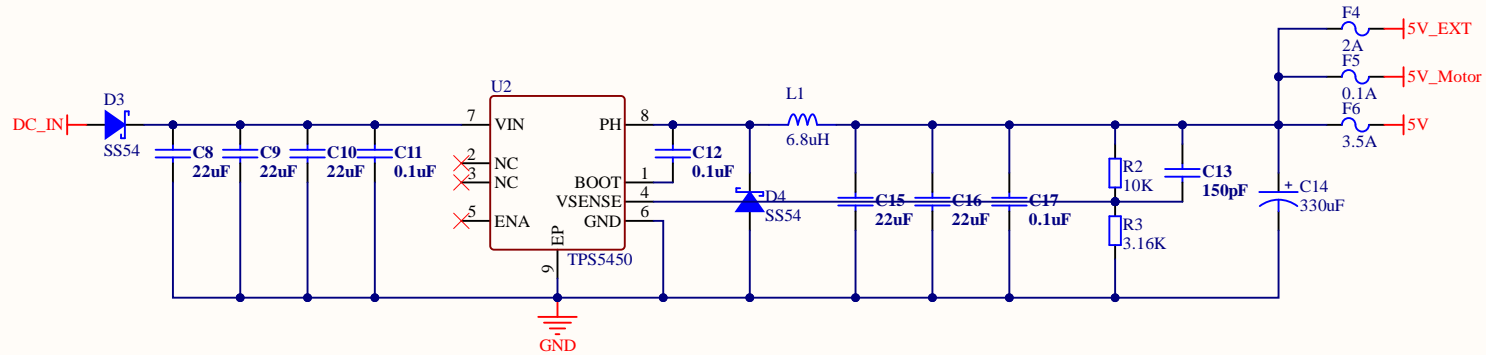 F4
5V_EXT
2A
F5
5V_Motor
0.1A
F6
5V
3.5A
DC_IN
D3
SS54
C8
22uF
C9
22uF
C10
22uF
C11
0.1uF
U2
7
VIN
PH
8
2
NC
3
NC
BOOT
1
VSENSE
4
5
ENA
GND
6
EP
9
TPS5450
C12
0.1uF
L1
6.8uH
D4
SS54
C15
22uF
C16
22uF
C17
0.1uF
R2
10K
C13
150pF
R3
3.16K
+
C14
330uF
GND